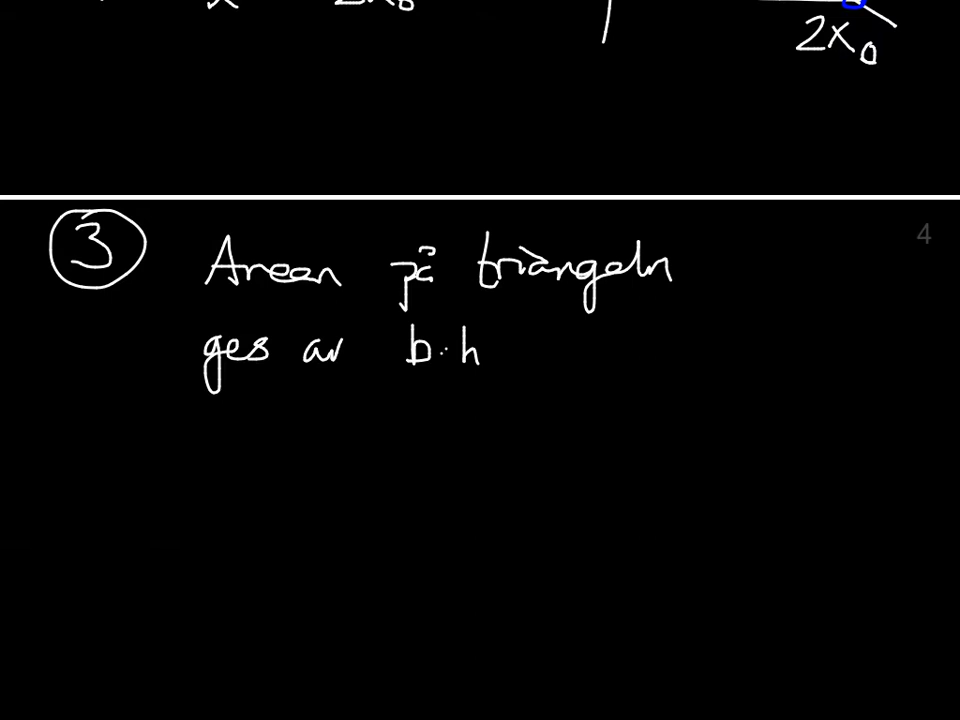 2x₀
4
③ Arean på triangeln
ges av b·h